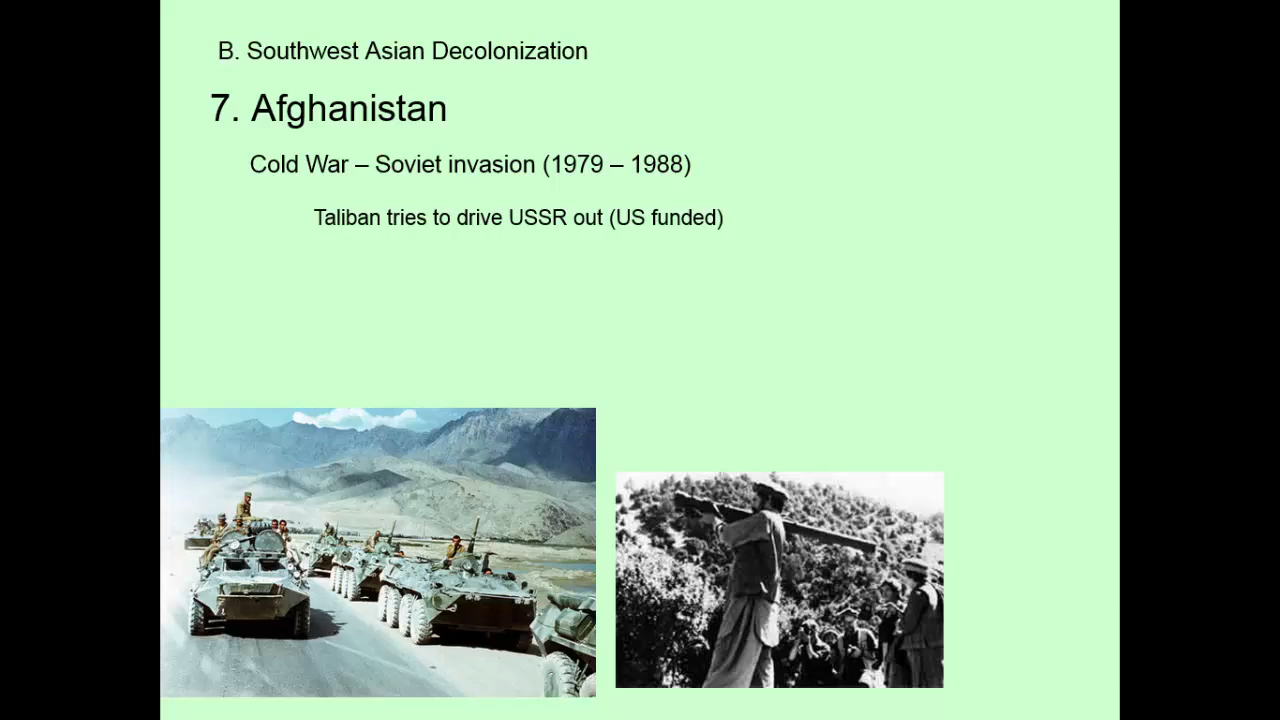 B. Southwest Asian Decolonization
7. Afghanistan
Cold War – Soviet invasion (1979 – 1988)
Taliban tries to drive USSR out (US funded)